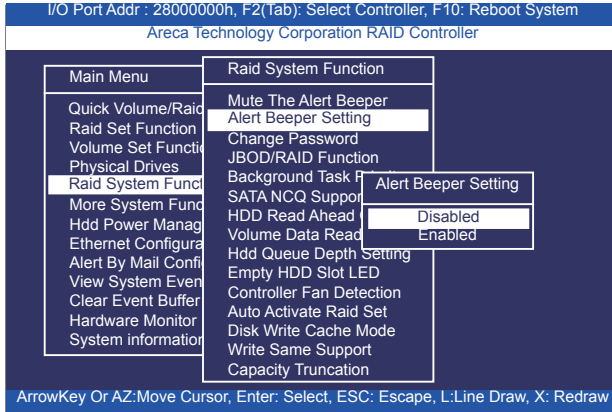 I/O Port Addr : 28000000h, F2(Tab): Select Controller, F10: Reboot System
Areca Technology Corporation RAID Controller
Main Menu
Quick Volume/Raid
Raid Set Function
Volume Set Functi
Physical Drives
Raid System Funct
More System Func
Hdd Power Manag
Ethernet Configura
Alert By Mail Confi
View System Even
Clear Event Buffer
Hardware Monitor
System information
Raid System Function
Mute The Alert Beeper
Alert Beeper Setting
Change Password
JBOD/RAID Function
Background Task
SATA NCQ Suppor
HDD Read Ahead
Volume Data Read
Hdd Queue Depth Setting
Empty HDD Slot LED
Controller Fan Detection
Auto Activate Raid Set
Disk Write Cache Mode
Write Same Support
Capacity Truncation
Alert Beeper Setting
Disabled
Enabled
ArrowKey Or AZ:Move Cursor, Enter: Select, ESC: Escape, L:Line Draw, X: Redraw